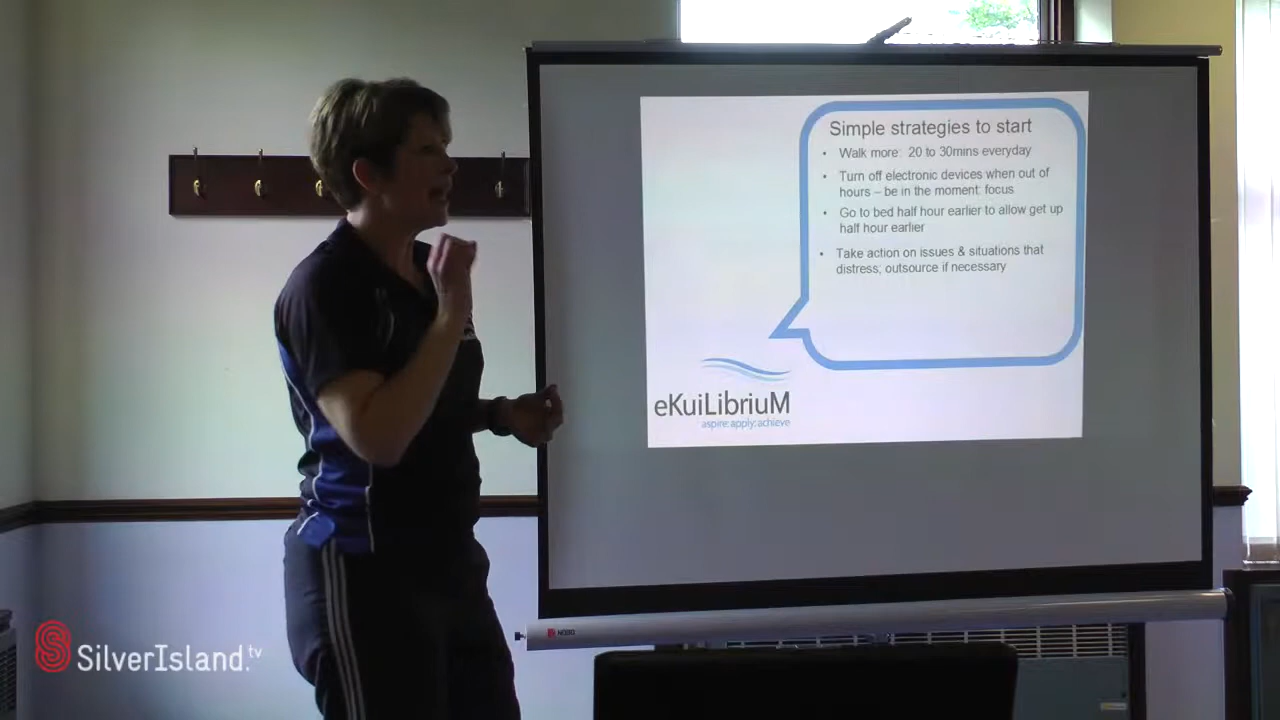 Simple strategies to start
• Walk more: 20 to 30mins everyday
• Turn off electronic devices when out of
hours – be in the moment: focus
• Go to bed half hour earlier to allow get up
half hour earlier
• Take action on issues & situations that
distress; outsource if necessary
eKuiLibriuM
aspire: apply: achieve
NOBO
SilverIsland.tv